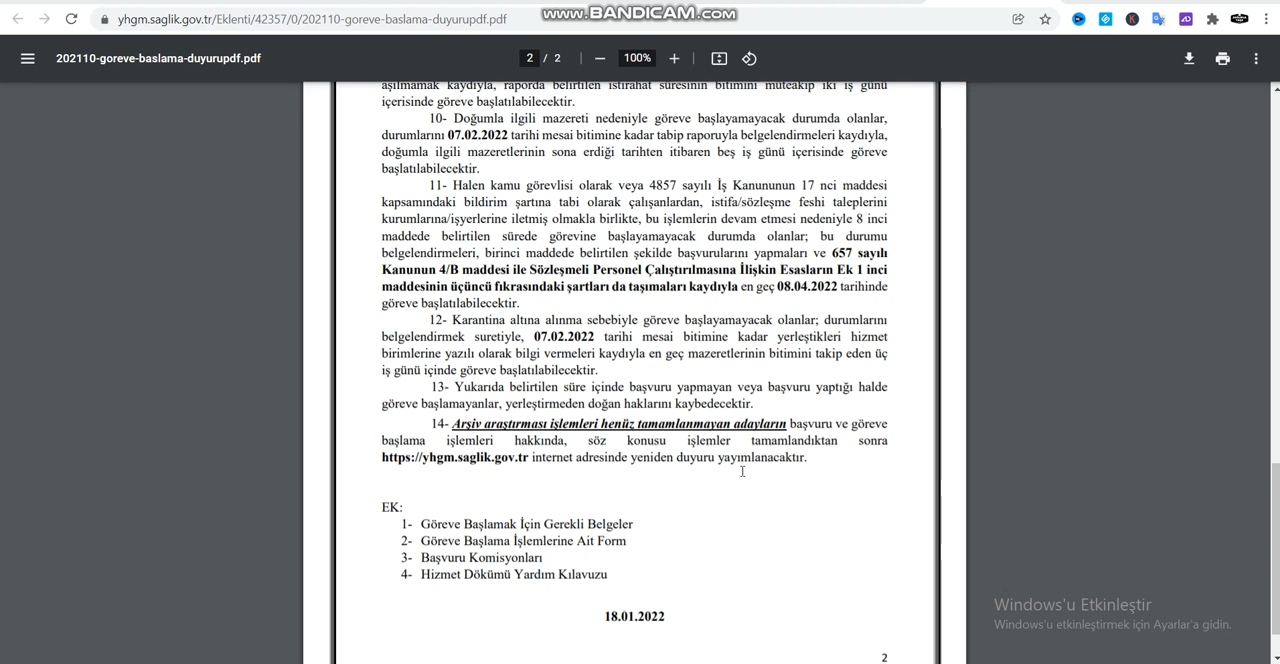 yhgm.saglik.gov.tr/Eklenti/42357/0/202110-goreve-baslama-duyurupdf.pdf
www.BANDICAM.com
202110-goreve-baslama-duyurupdf.pdf
2 / 2
100%
aşılmamak kaydıyla, raporda belirtilen istirahat süresinin bitimini müteakip iki iş günü
içerisinde göreve başlatılabilecektir.
10- Doğumla ilgili mazereti nedeniyle göreve başlayamayacak durumda olanlar,
durumlarını 07.02.2022 tarihi mesai bitimine kadar tabip raporuyla belgelendirmeleri kaydıyla,
doğumla ilgili mazeretlerinin sona erdiği tarihten itibaren beş iş günü içerisinde göreve
başlatılabilecektir.
11- Halen kamu görevlisi olarak veya 4857 sayılı İş Kanununun 17 nci maddesi
kapsamındaki bildirim şartına tabi olarak çalışanlardan, istifa/sözleşme feshi taleplerini
kurumlarına/işyerlerine iletmiş olmakla birlikte, bu işlemlerin devam etmesi nedeniyle 8 inci
maddede belirtilen sürede görevine başlayamayacak durumda olanlar; bu durumu
belgelendirmeleri, birinci maddede belirtilen şekilde başvurularını yapmaları ve 657 sayılı
Kanunun 4/B maddesi ile Sözleşmeli Personel Çalıştırılmasına İlişkin Esasların Ek 1 inci
maddesinin üçüncü fıkrasındaki şartları da taşımaları kaydıyla en geç 08.04.2022 tarihinde
göreve başlatılabilecektir.
12- Karantina altına alınma sebebiyle göreve başlayamayacak olanlar; durumlarını
belgelendirmek suretiyle, 07.02.2022 tarihi mesai bitimine kadar yerleştikleri hizmet
birimlerine yazılı olarak bilgi vermeleri kaydıyla en geç mazeretlerinin bitimini takip eden üç
iş günü içinde göreve başlatılabilecektir.
13- Yukarıda belirtilen süre içinde başvuru yapmayan veya başvuru yaptığı halde
göreve başlamayanlar, yerleştirmeden doğan haklarını kaybedecektir.
14- Arşiv araştırması işlemleri henüz tamamlanmayan adayların başvuru ve göreve
başlama işlemleri hakkında, söz konusu işlemler tamamlandıktan sonra
https://yhgm.saglik.gov.tr internet adresinde yeniden duyuru yayımlanacaktır.
EK:
1- Göreve Başlamak İçin Gerekli Belgeler
2- Göreve Başlama İşlemlerine Ait Form
3- Başvuru Komisyonları
4- Hizmet Dökümü Yardım Kılavuzu
18.01.2022
2
Windows'u Etkinleştir
Windows'u etkinleştirmek için Ayarlar'a gidin.